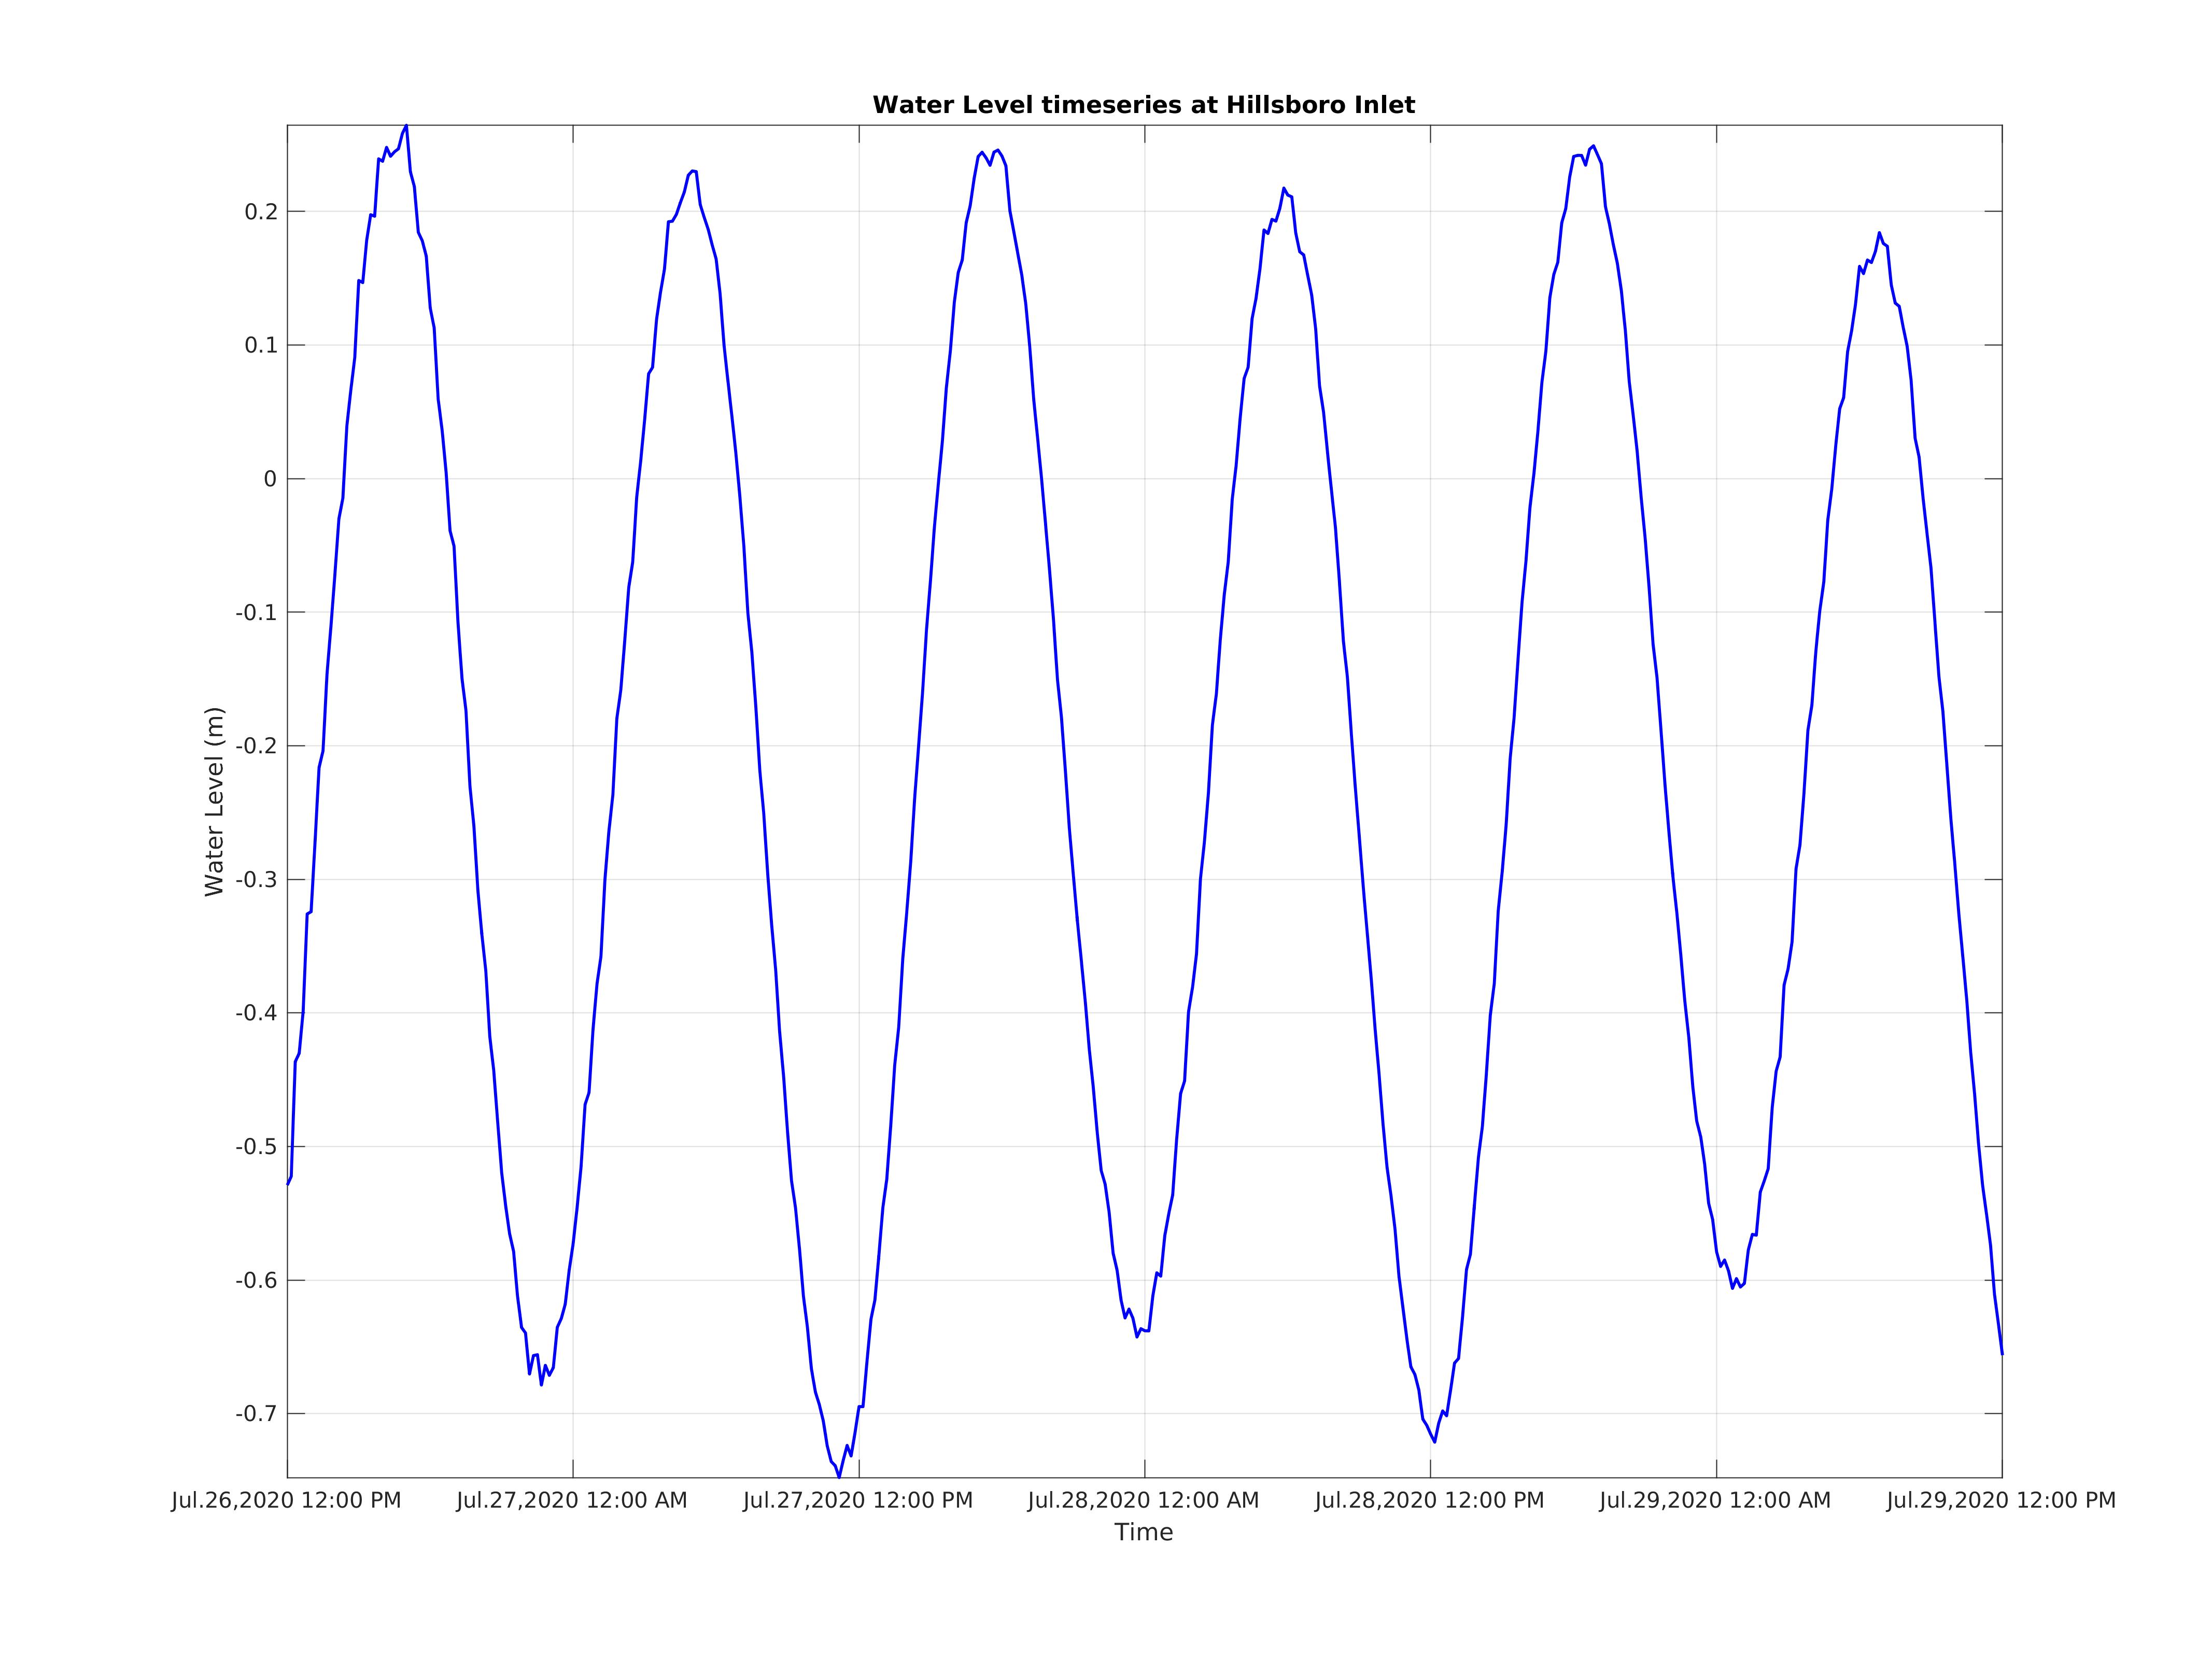 Water Level timeseries at Hillsboro Inlet
0.2
0.1
0
-0.1
-0.2
-0.3
-0.4
-0.5
-0.6
-0.7
Water Level (m)
Jul.26,2020 12:00 PM
Jul.27,2020 12:00 AM
Jul.27,2020 12:00 PM
Jul.28,2020 12:00 AM
Jul.28,2020 12:00 PM
Jul.29,2020 12:00 AM
Jul.29,2020 12:00 PM
Time